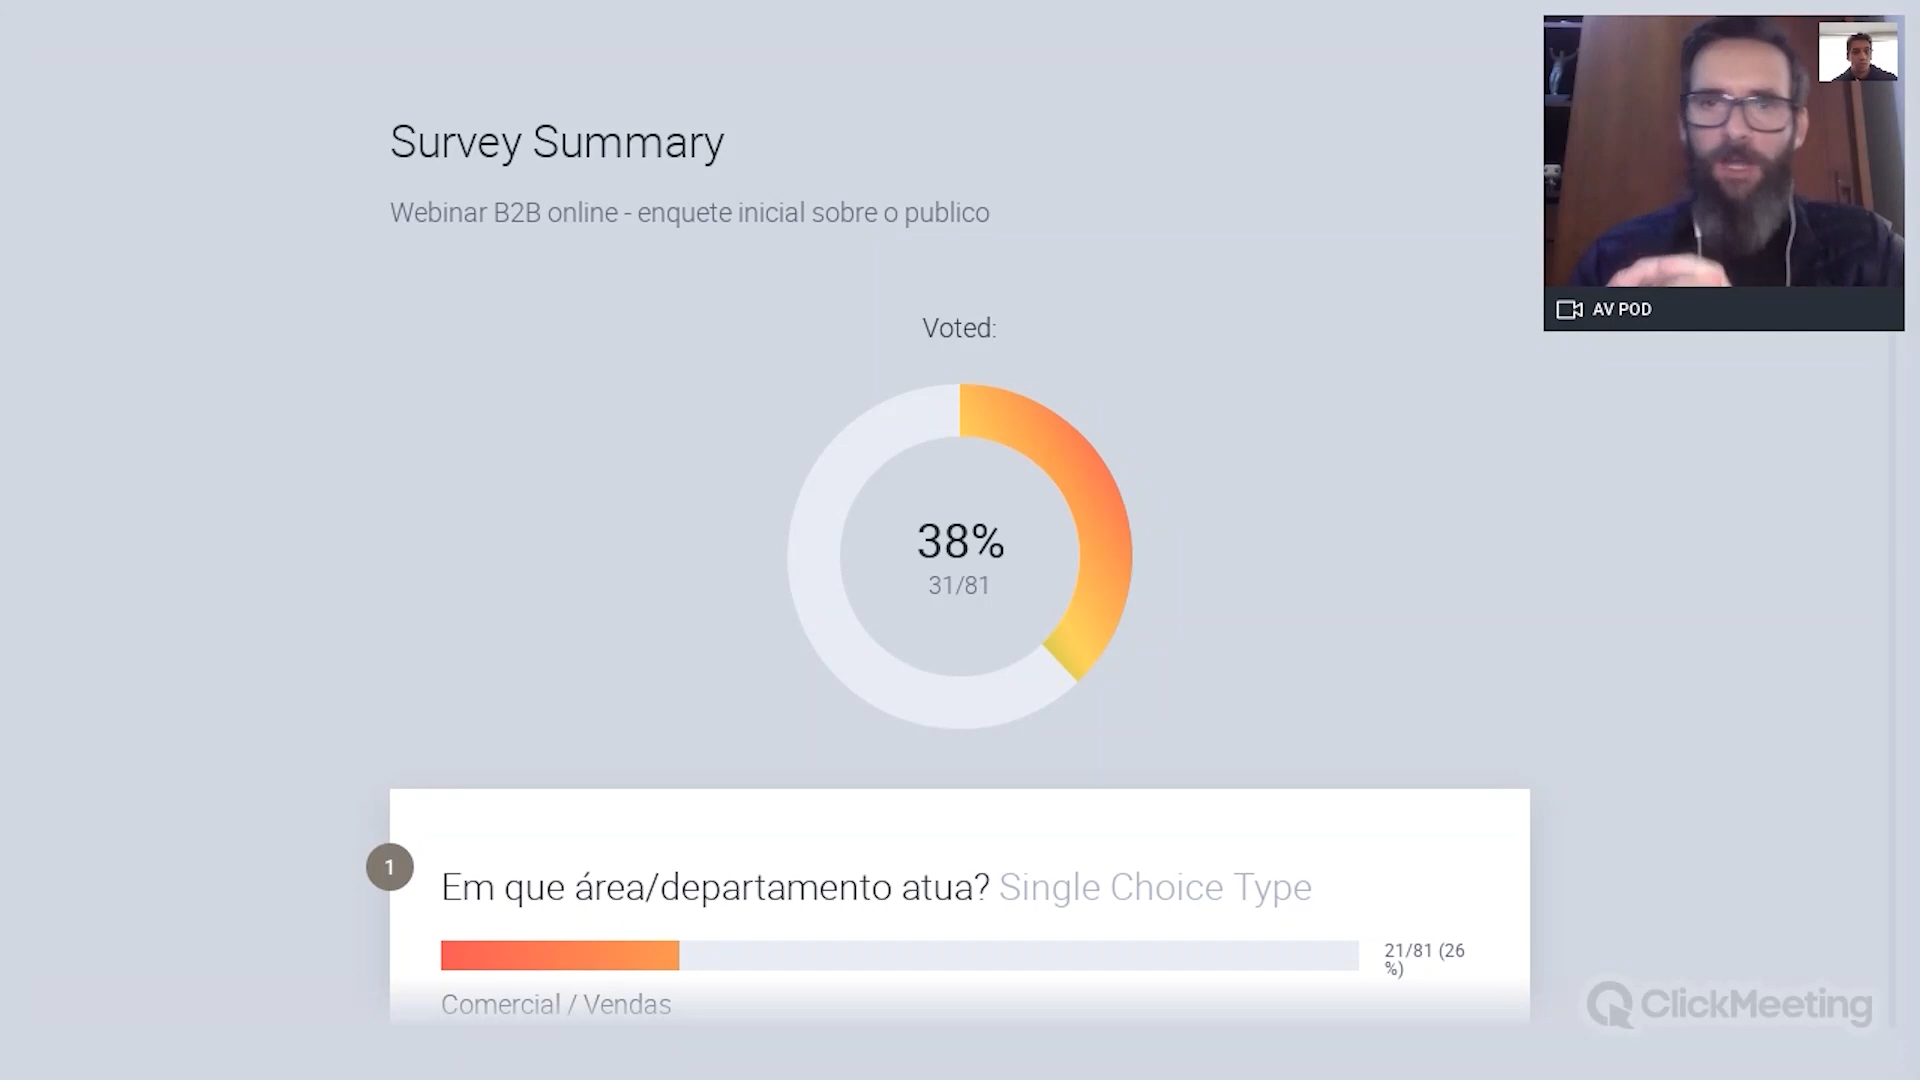 Survey Summary
Webinar B2B online - enquete inicial sobre o publico
AV POD
Voted:
38%
31/81
1
Em que área/departamento atua? Single Choice Type
21/81 (26
%)
Comercial / Vendas
ClickMeeting